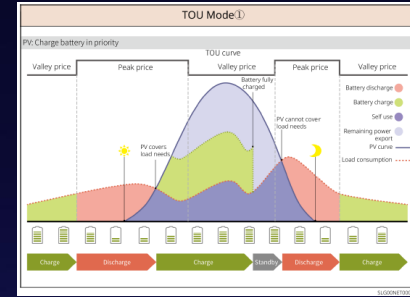 TOU Mode①
PV: Charge battery in priority
TOU curve
Valley price
Peak price
Valley price
Peak price
Valley price
Battery fully
charged
PV covers
load needs
PV cannot cover
load needs
Battery discharge
Battery charge
Self use
Remaining power
export
PV curve
Load consumption
Charge
Discharge
Charge
Standby
Discharge
Charge